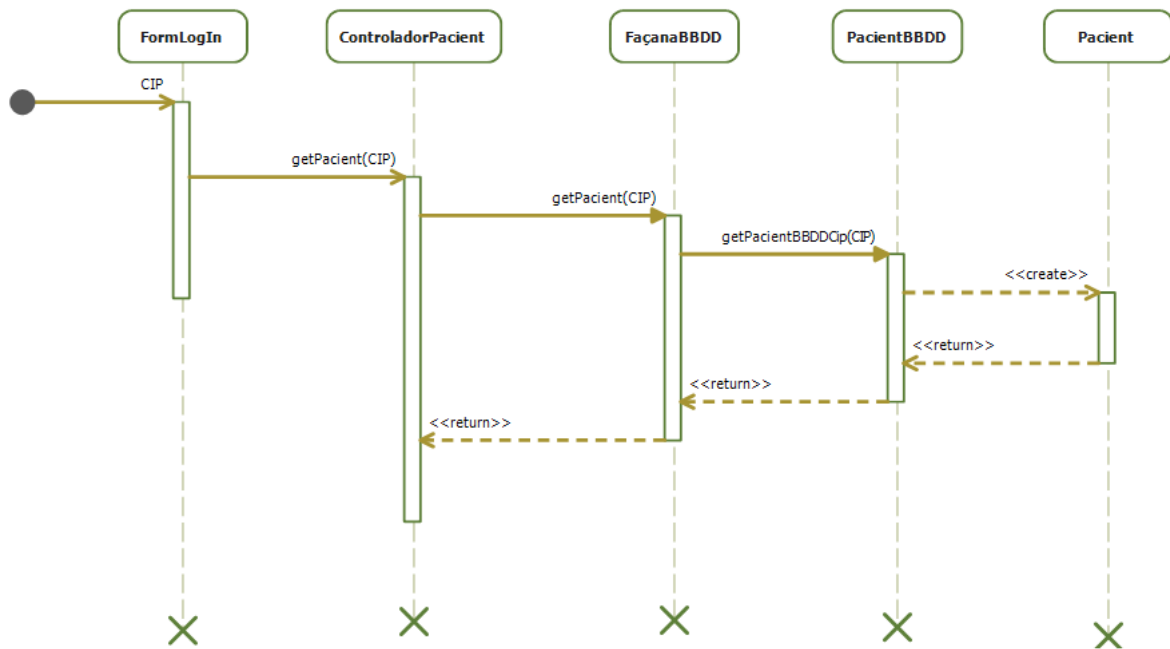 FormLogIn
ControladorPacient
FaçanaBBDD
PacientBBDD
Pacient
CIP
getPacient(CIP)
getPacient(CIP)
getPacientBBDDCip(CIP)
<<create>>
<<return>>
<<return>>
<<return>>